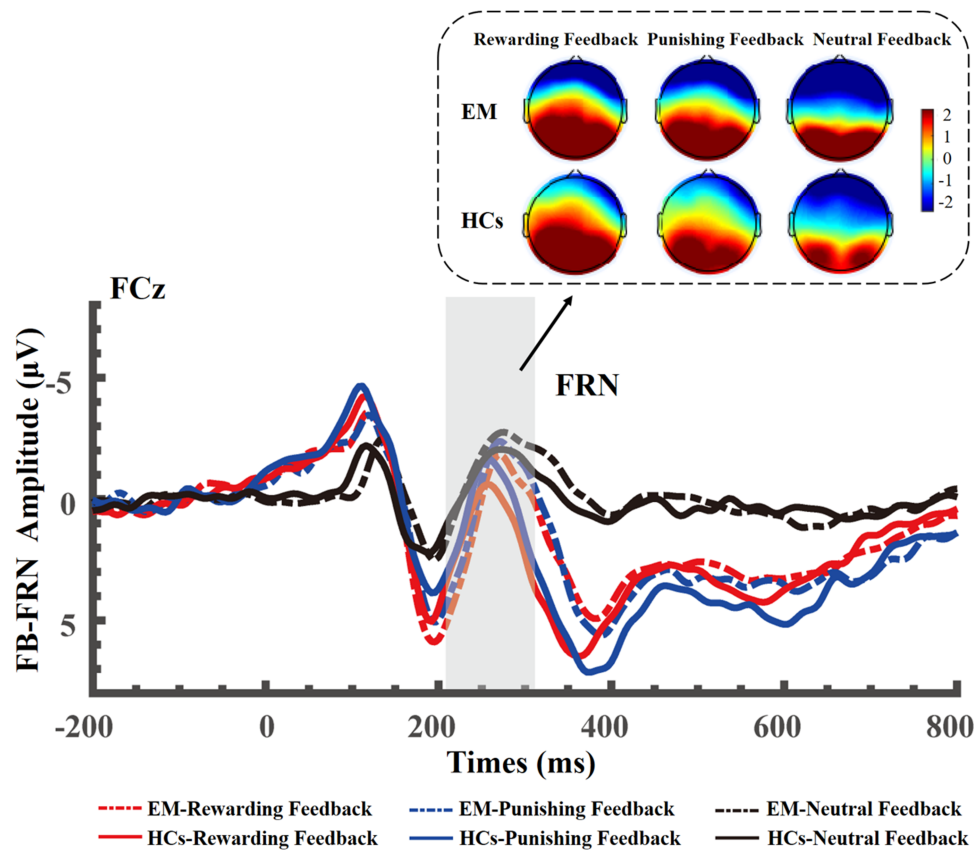 Rewarding Feedback Punishing Feedback Neutral Feedback
EM
HCs
2
1
0
-1
-2
FCz
FRN
FB-FRN Amplitude (μV)
-5
0
5
-200 0 200 400 600 800
Times (ms)
EM-Rewarding Feedback EM-Punishing Feedback EM-Neutral Feedback
HCs-Rewarding Feedback HCs-Punishing Feedback HCs-Neutral Feedback